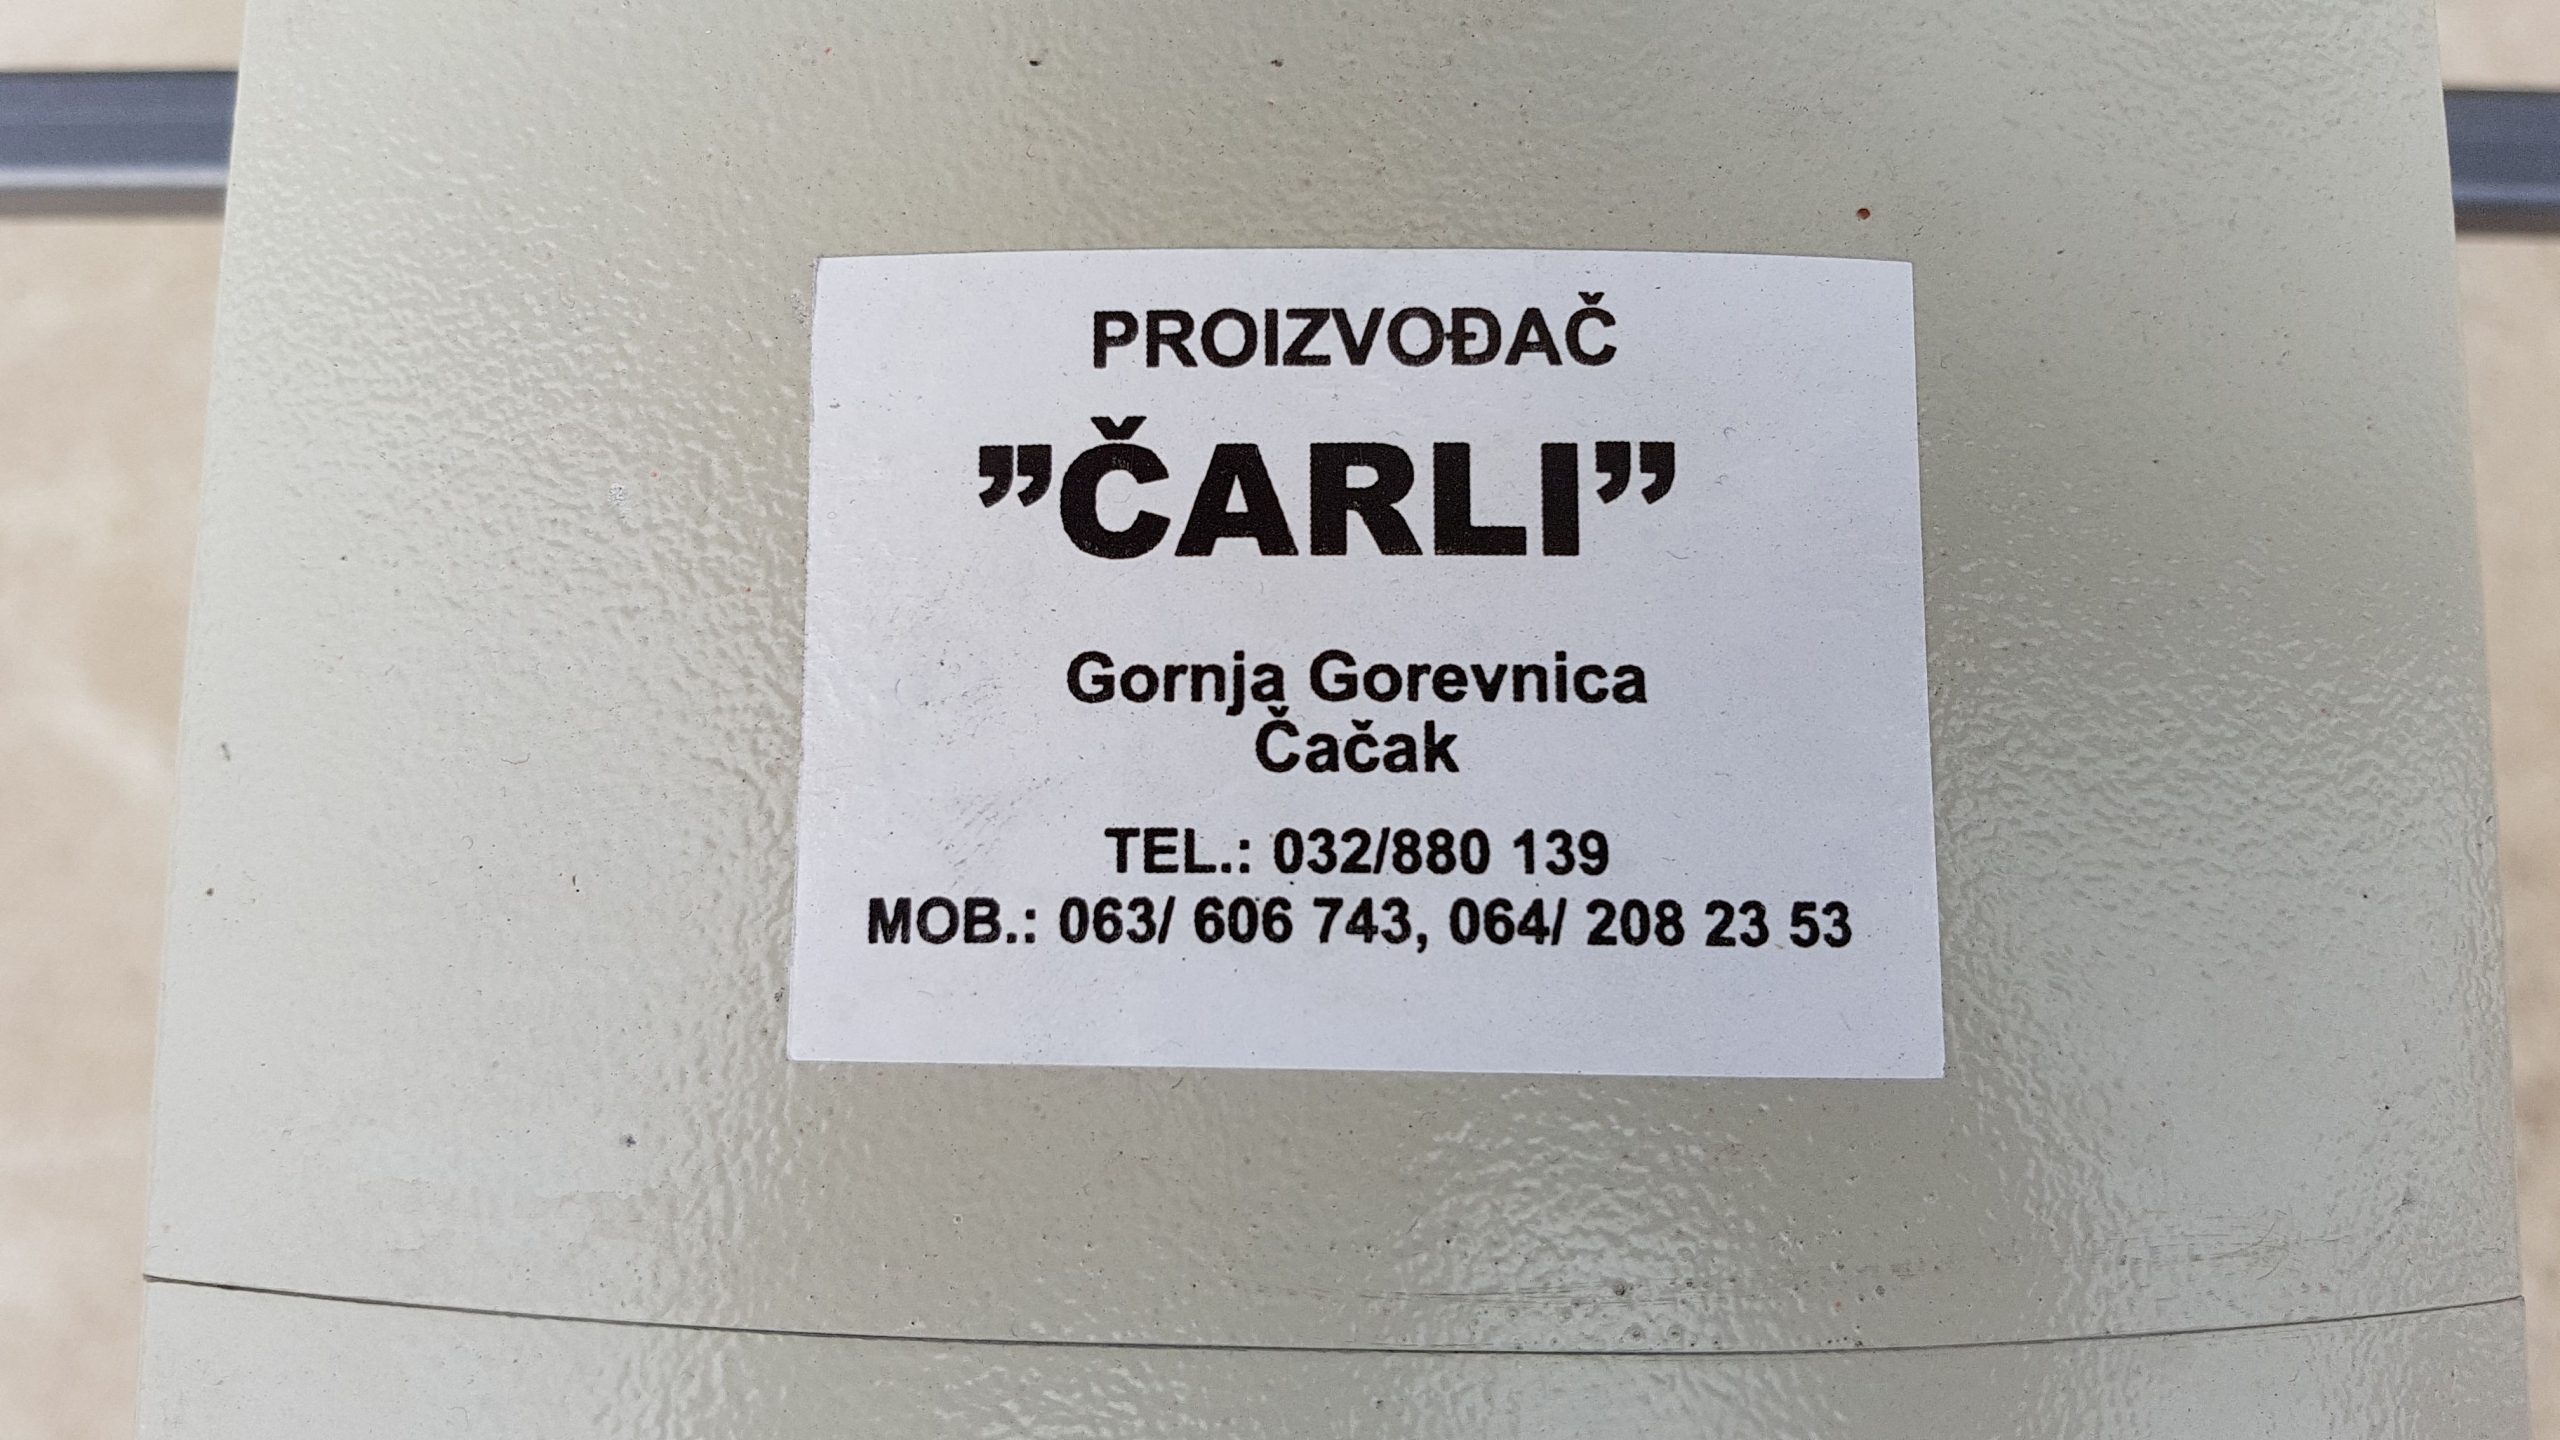 PROIZVOĐAČ
”ČARLI”
Gornja Gorevnica
Čačak
TEL.: 032/880 139
MOB.: 063/ 606 743, 064/ 208 23 53